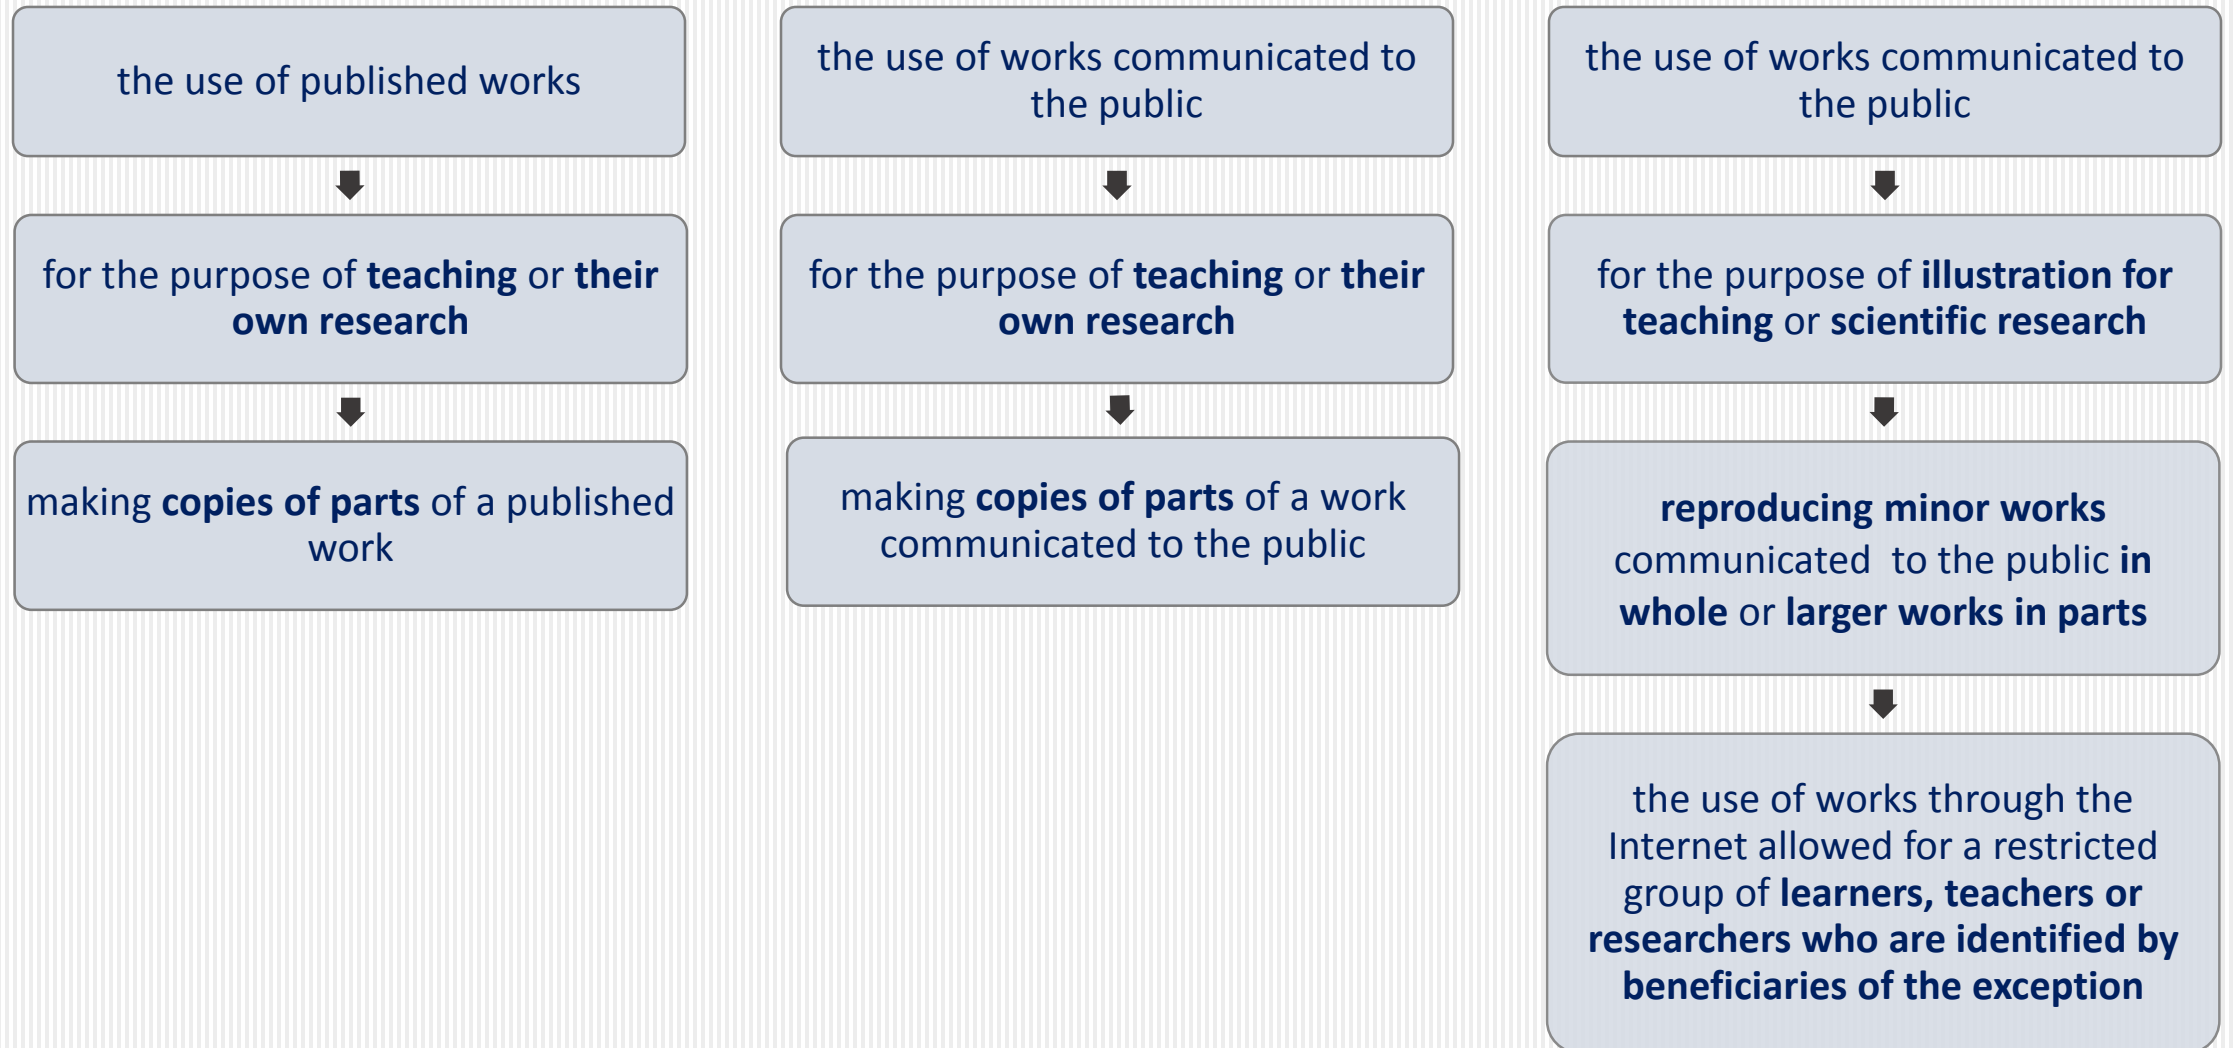 the use of published works
for the purpose of teaching or their
own research
making copies of parts of a published
work
the use of works communicated to
the public
for the purpose of teaching or their
own research
making copies of parts of a work
communicated to the public
the use of works communicated to
the public
for the purpose of illustration for
teaching or scientific research
reproducing minor works
communicated  to the public in
whole or larger works in parts
the use of works through the
Internet allowed for a restricted
group of learners, teachers or
researchers who are identified by
beneficiaries of the exception